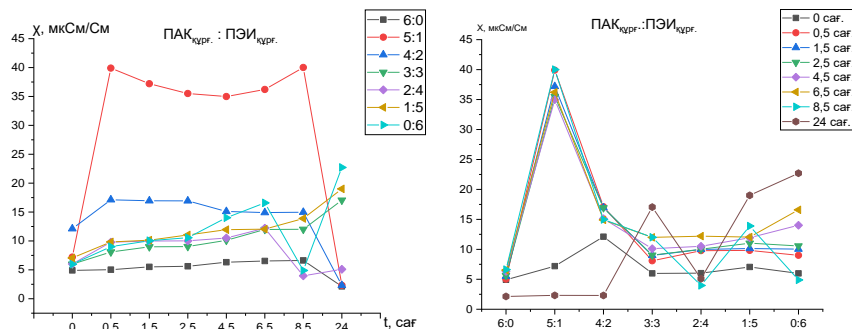 χ, мкСм/См
ПАКқұрғ. : ПЭИқұрғ.
6:0
5:1
4:2
3:3
2:4
1:5
0:6
45
40
35
30
25
20
15
10
5
0
0 0,5 1,5 2,5 4,5 6,5 8,5 24
t, сағ
Χ, мкСм/См
ПАКқұрғ.:ПЭИқұрғ.
0 сағ.
0,5 сағ
1,5 сағ
2,5 сағ
4,5 сағ
6,5 сағ
8,5 сағ
24 сағ.
45
40
35
30
25
20
15
10
5
0
6:0 5:1 4:2 3:3 2:4 1:5 0:6